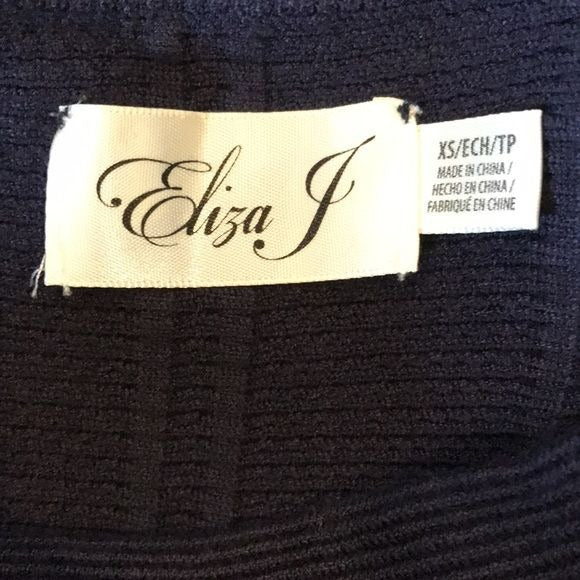 Eliza J
XS/ECH/TP
MADE IN CHINA /
HECHO EN CHINA /
FABRIQUÉ EN CHINE